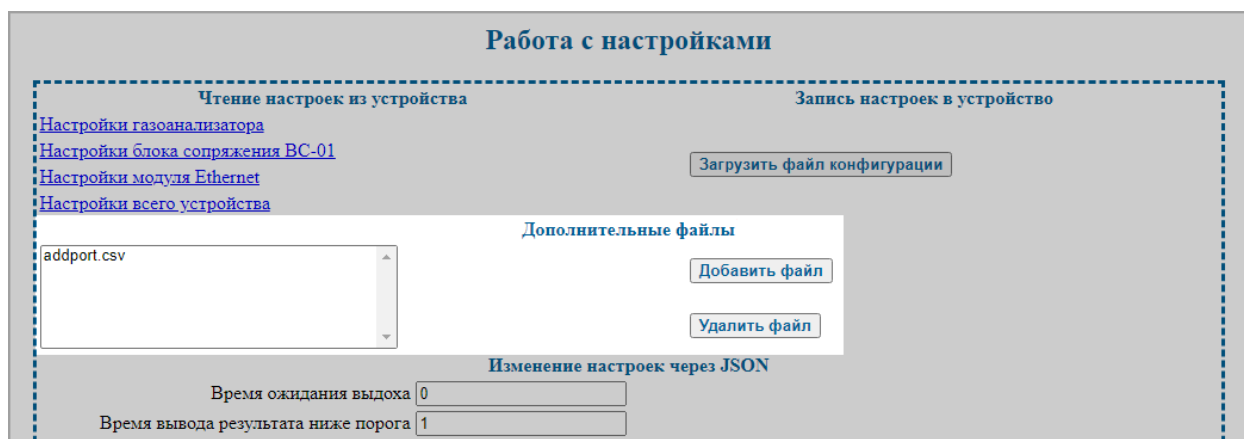 Работа с настройками
Чтение настроек из устройства
Запись настроек в устройство
Настройки газоанализатора
Настройки блока сопряжения ВС-01
Загрузить файл конфигурации
Настройки модуля Ethernet
Настройки всего устройства
Дополнительные файлы
addport.csv
Добавить файл
Удалить файл
Изменение настроек через JSON
Время ожидания выдоха 0
Время вывода результата ниже порога 1